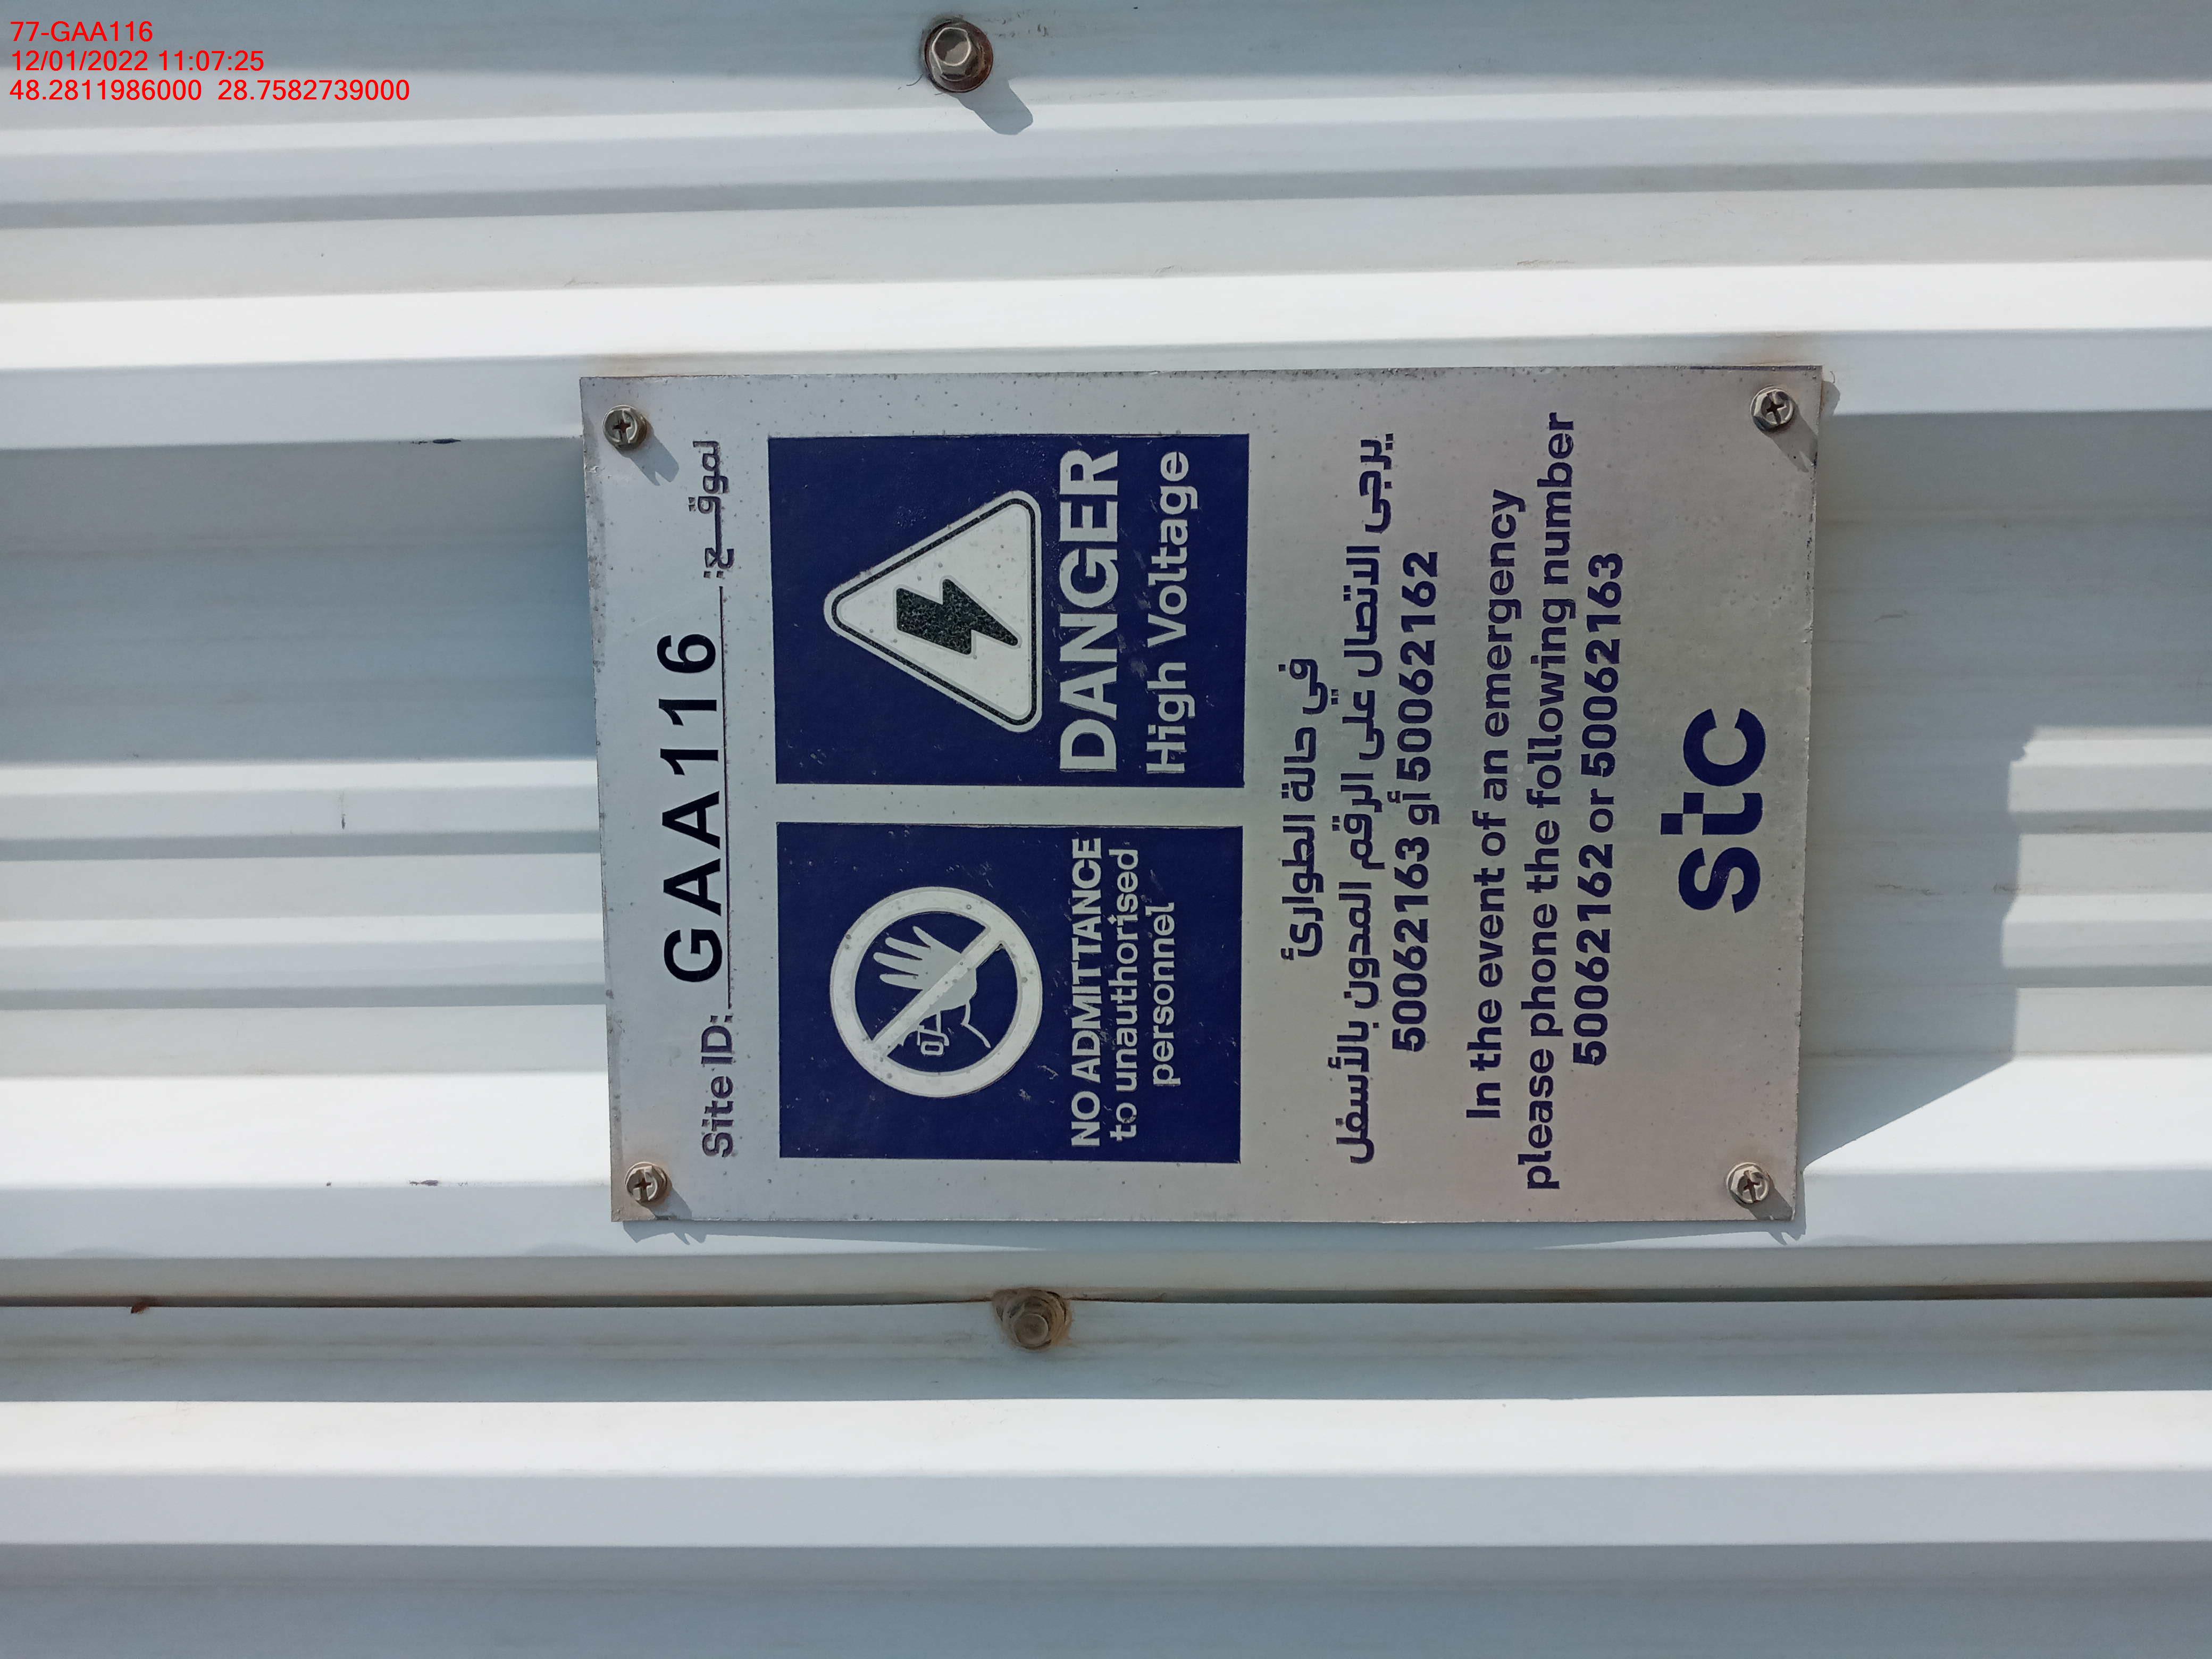 77-GAA116
12/01/2022 11:07:25
48.2811986000 28.7582739000
Site ID: GAA116 لموقـــع:
NO ADMITTANCE
to unauthorised
personnel
DANGER
High Voltage
في حالة الطوارئ
يرجى الاتصال على الرقم المدون بالأسفل
50062162 أو 50062163
In the event of an emergency
please phone the following number
50062162 or 50062163
stc